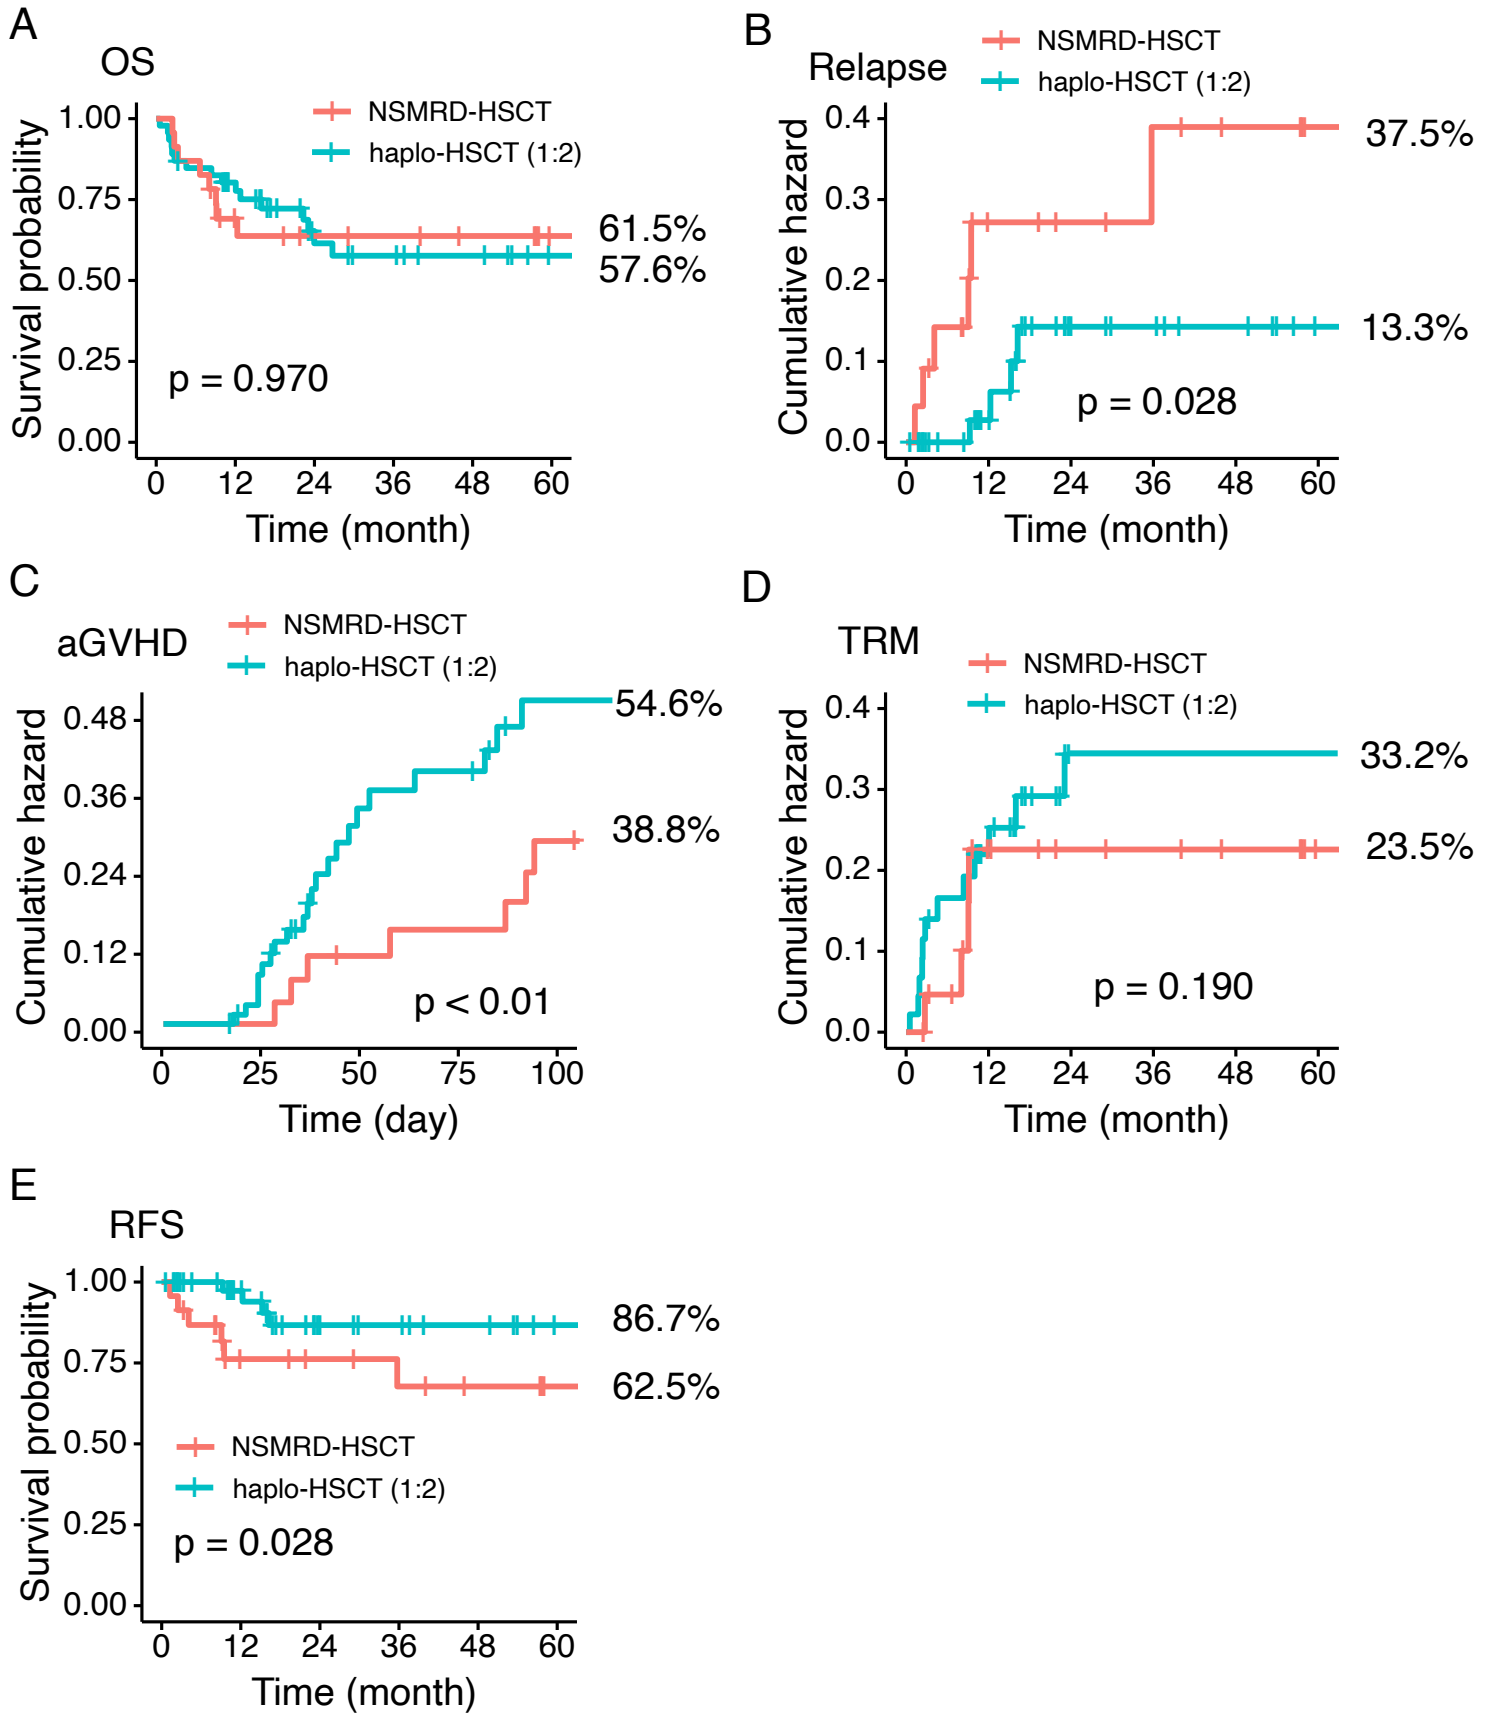 A
OS
NSMRD-HSCT
haplo-HSCT (1:2)
Survival probability
1.00
0.75
0.50
0.25
0.00
61.5%
57.6%
p = 0.970
0 12 24 36 48 60
Time (month)
B
Relapse
NSMRD-HSCT
haplo-HSCT (1:2)
Cumulative hazard
0.4
0.3
0.2
0.1
0.0
37.5%
13.3%
p = 0.028
0 12 24 36 48 60
Time (month)
C
aGVHD
NSMRD-HSCT
haplo-HSCT (1:2)
Cumulative hazard
0.48
0.36
0.24
0.12
0.00
54.6%
38.8%
p < 0.01
0 25 50 75 100
Time (day)
D
TRM
NSMRD-HSCT
haplo-HSCT (1:2)
Cumulative hazard
0.4
0.3
0.2
0.1
0.0
33.2%
23.5%
p = 0.190
0 12 24 36 48 60
Time (month)
E
RFS
Survival probability
1.00
0.75
0.50
0.25
0.00
86.7%
62.5%
NSMRD-HSCT
haplo-HSCT (1:2)
p = 0.028
0 12 24 36 48 60
Time (month)